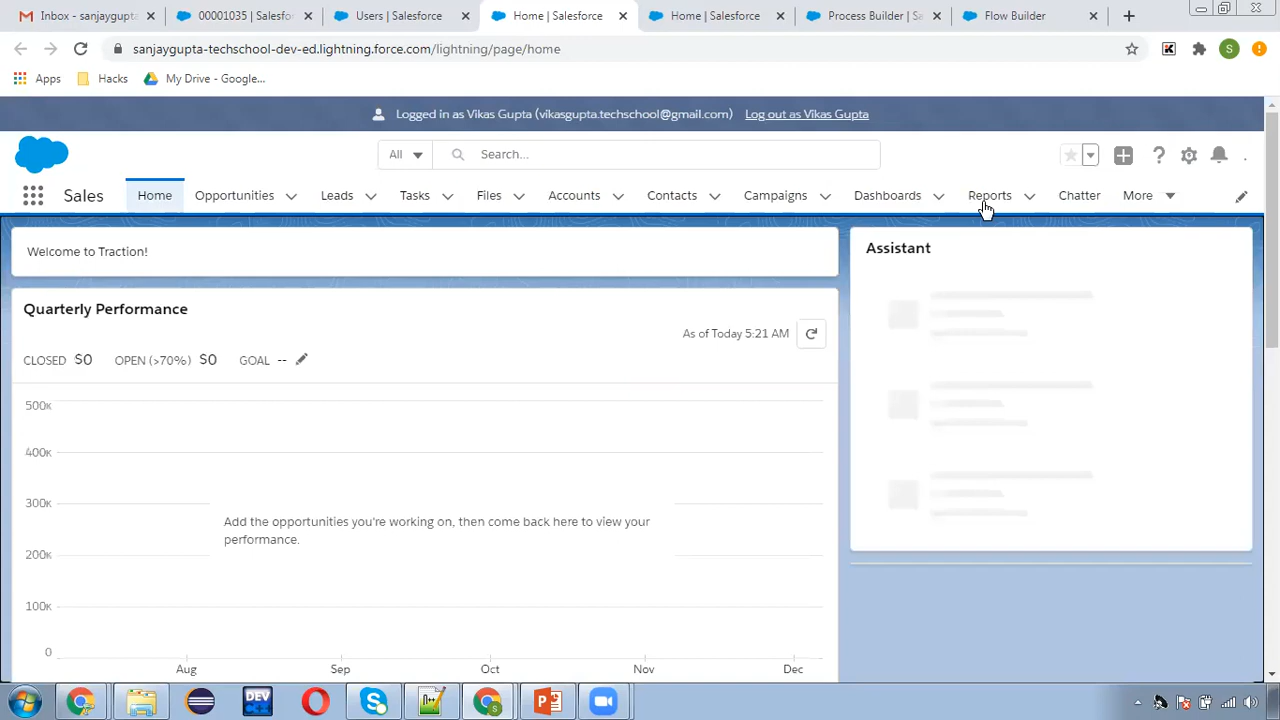 Inbox - sanjaygupta-
00001035 | Salesfo
Users | Salesforce
Home | Salesforce
Home | Salesforce
Process Builder | Sa
Flow Builder
sanjaygupta-techschool-dev-ed.lightning.force.com/lightning/page/home
S
Apps
Hacks
My Drive - Google...
Logged in as Vikas Gupta (vikasgupta.techschool@gmail.com)
Log out as Vikas Gupta
All
Search...
Sales
Home
Opportunities
Leads
Tasks
Files
Accounts
Contacts
Campaigns
Dashboards
Reports
Chatter
More
Welcome to Traction!
Assistant
Quarterly Performance
As of Today 5:21 AM
CLOSED $0 OPEN (>70%) $0 GOAL --
500K
400K
300K
200K
100K
0
Add the opportunities you're working on, then come back here to view your
performance.
Aug
Sep
Oct
Nov
Dec
DEV
C++